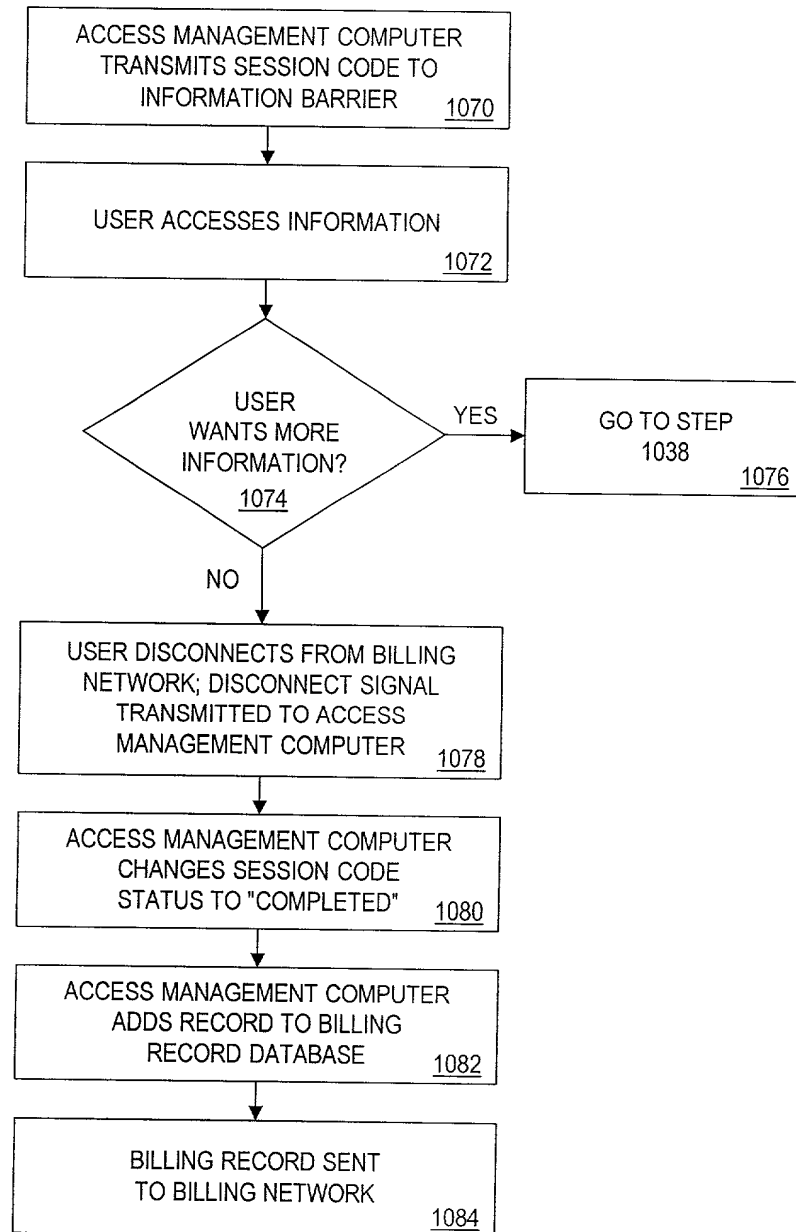 ACCESS MANAGEMENT COMPUTER
TRANSMITS SESSION CODE TO
INFORMATION BARRIER
1070
USER ACCESSES INFORMATION
1072
USER
WANTS MORE
INFORMATION?
1074
YES
GO TO STEP
1038
1076
NO
USER DISCONNECTS FROM BILLING
NETWORK; DISCONNECT SIGNAL
TRANSMITTED TO ACCESS
MANAGEMENT COMPUTER
1078
ACCESS MANAGEMENT COMPUTER
CHANGES SESSION CODE
STATUS TO "COMPLETED"
1080
ACCESS MANAGEMENT COMPUTER
ADDS RECORD TO BILLING
RECORD DATABASE
1082
BILLING RECORD SENT
TO BILLING NETWORK
1084